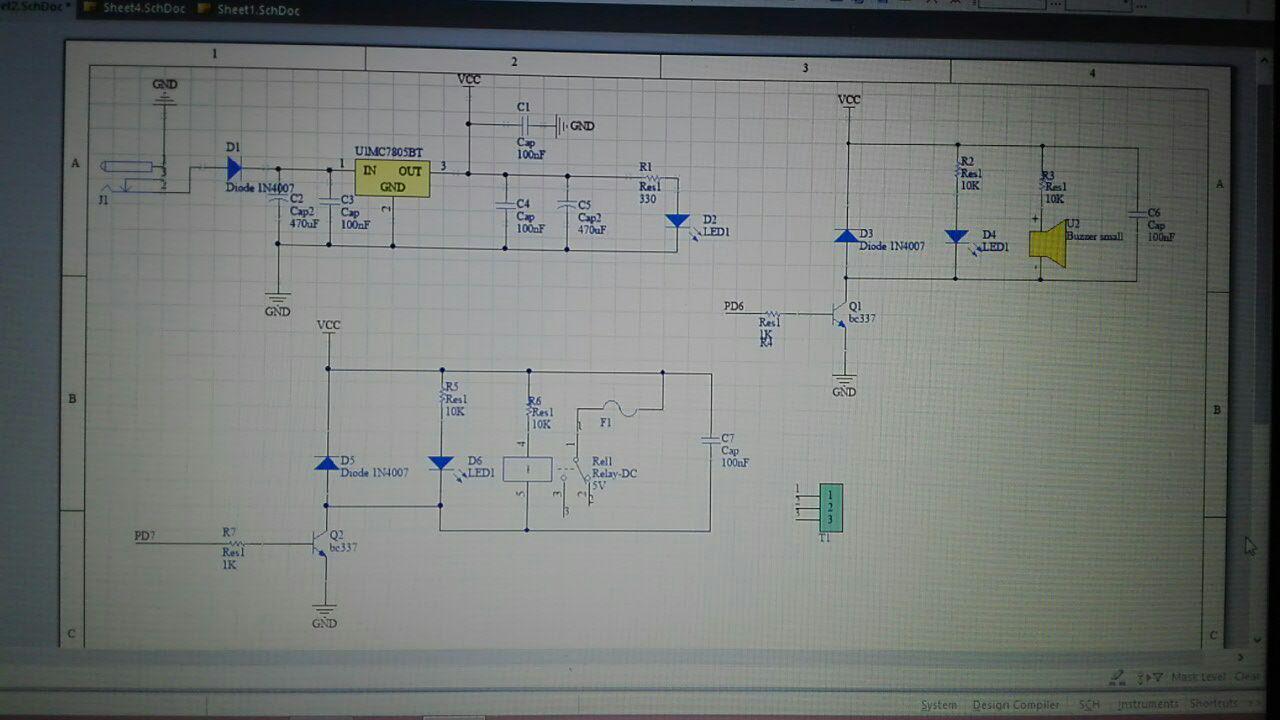 et2.SchDoc * Sheet4.SchDoc Sheet1.SchDoc
1 2 3 4
A
A
B
B
C
C
GND
J1
D1
Diode 1N4007
C2
Cap2
470uF
C3
Cap
100nF
U1MC7805BT
IN OUT
GND
1
3
2
GND
VCC
C1
Cap
100nF
GND
C4
Cap
100nF
C5
Cap2
470uF
R1
Res1
330
D2
LED1
VCC
D3
Diode 1N4007
R2
Res1
10K
D4
LED1
R3
Res1
10K
+
U2
Buzzer small
-
C6
Cap
100nF
PD6
Res1
1K
R4
Q1
bc337
GND
VCC
D5
Diode 1N4007
R5
Res1
10K
D6
LED1
R6
Res1
10K
4
5
F1
1
1
Rel1
Relay-DC
5V
3
2
3
2
C7
Cap
100nF
PD7
R7
Res1
1K
Q2
bc337
GND
1 1
2 2
3 3
T1
Mask Level Clear
System Design Compiler SCH Instruments Shortcuts